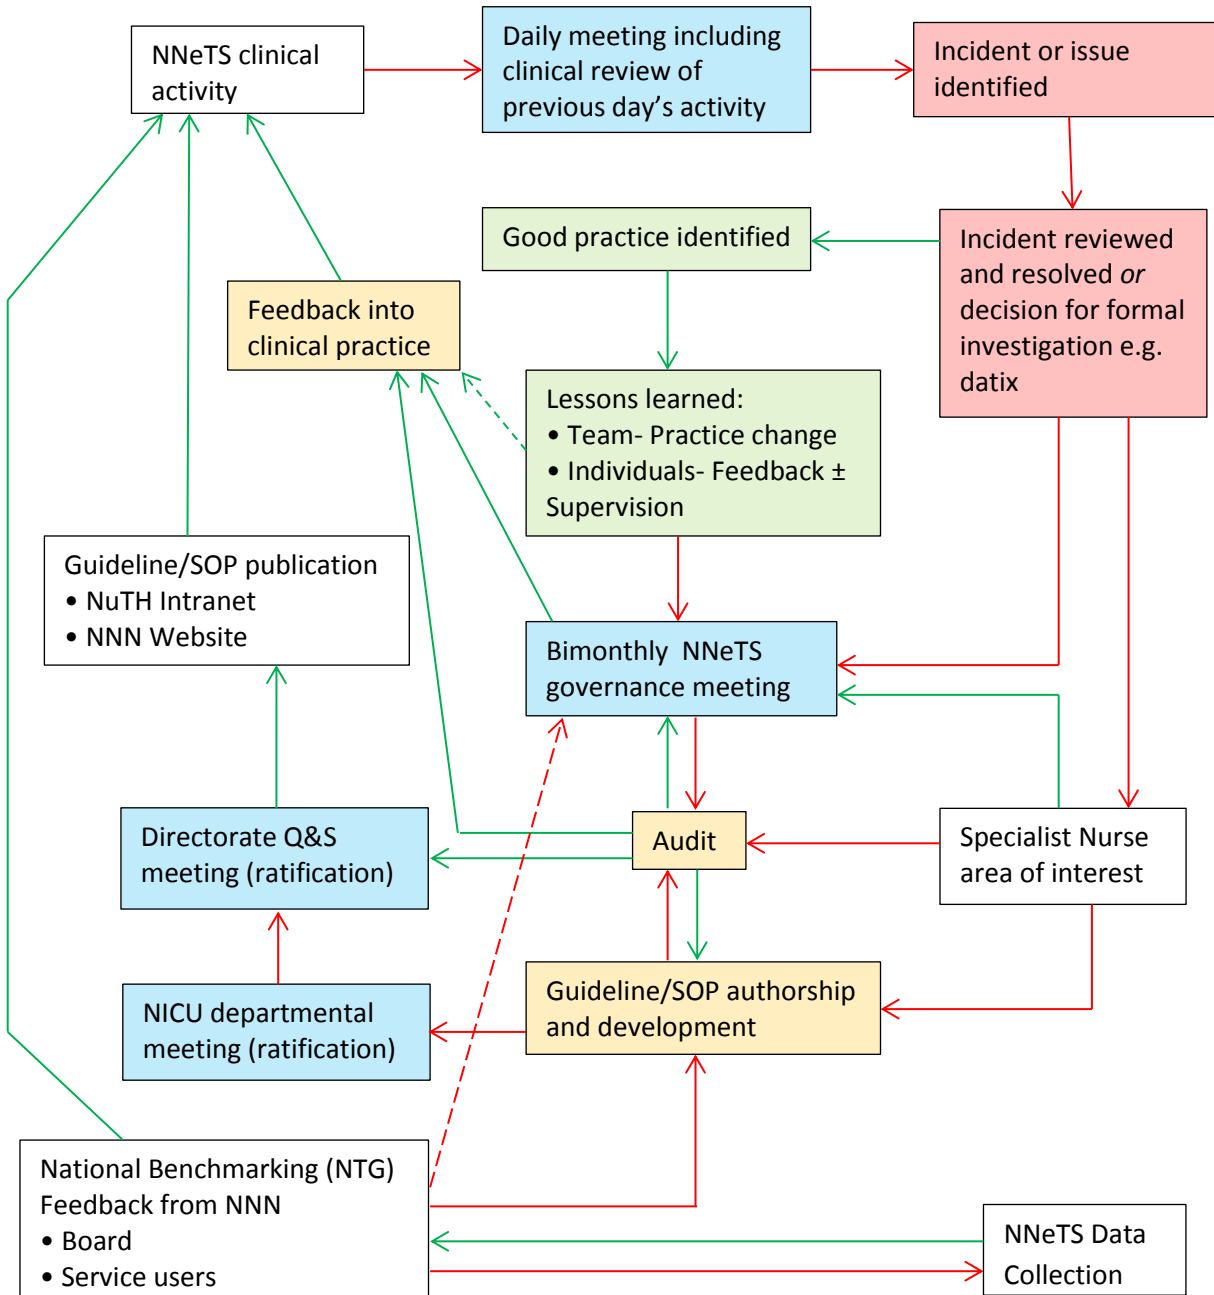 NNeTS clinical
activity
Daily meeting including
clinical review of
previous day’s activity
Incident or issue
identified
Good practice identified
Incident reviewed
and resolved or
decision for formal
investigation e.g.
datix
Feedback into
clinical practice
Lessons learned:
• Team- Practice change
• Individuals- Feedback ±
Supervision
Guideline/SOP publication
• NuTH Intranet
• NNN Website
Bimonthly  NNeTS
governance meeting
Directorate Q&S
meeting (ratification)
Audit
Specialist Nurse
area of interest
NICU departmental
meeting (ratification)
Guideline/SOP authorship
and development
National Benchmarking (NTG)
Feedback from NNN
• Board
• Service users
NNeTS Data
Collection